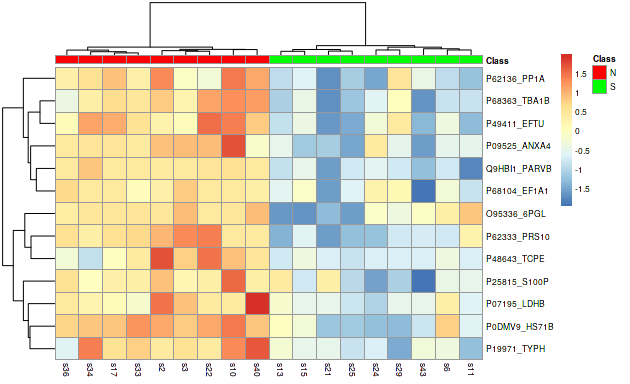 Class
P62136_PP1A
P68363_TBA1B
P49411_EFTU
P09525_ANXA4
Q9HBI1_PARVB
P68104_EF1A1
O95336_6PGL
P62333_PRS10
P48643_TCPE
P25815_S100P
P07195_LDHB
P0DMV9_HS71B
P19971_TYPH
1.5
1
0.5
0
-0.5
-1
-1.5
Class
N
S
s36 s34 s17 s33 s2 s3 s22 s10 s40 s13 s15 s21 s25 s24 s29 s43 s6 s11